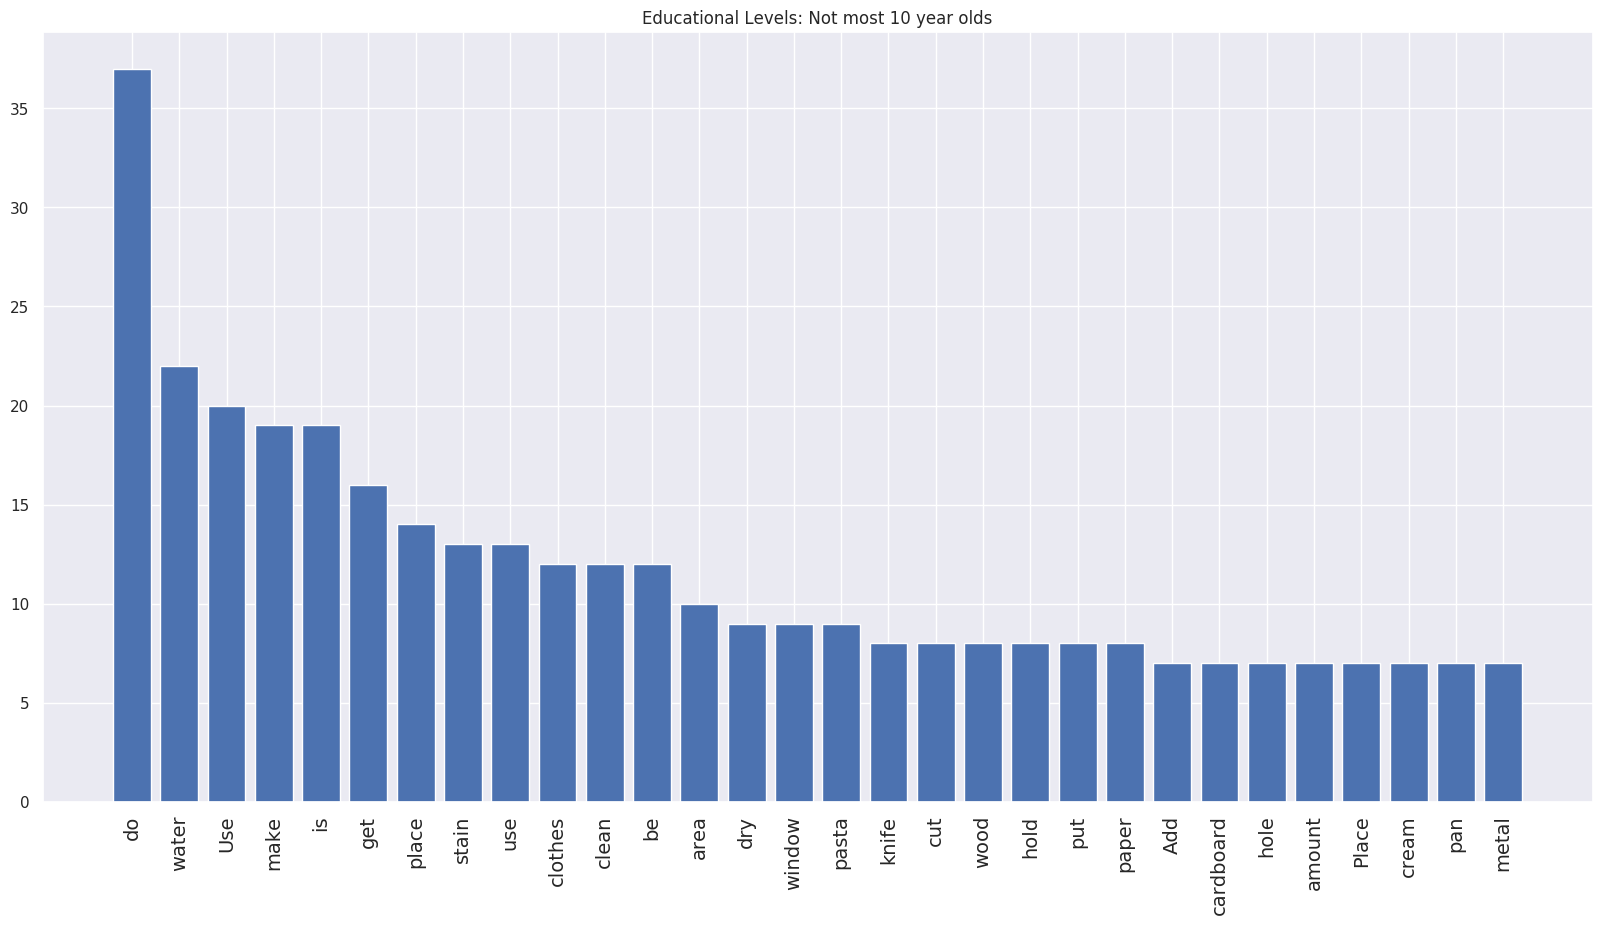 Educational Levels: Not most 10 year olds
35
30
25
20
15
10
5
0
do
water
Use
make
is
get
place
stain
use
clothes
clean
be
area
dry
window
pasta
knife
cut
wood
hold
put
paper
Add
cardboard
hole
amount
Place
cream
pan
metal